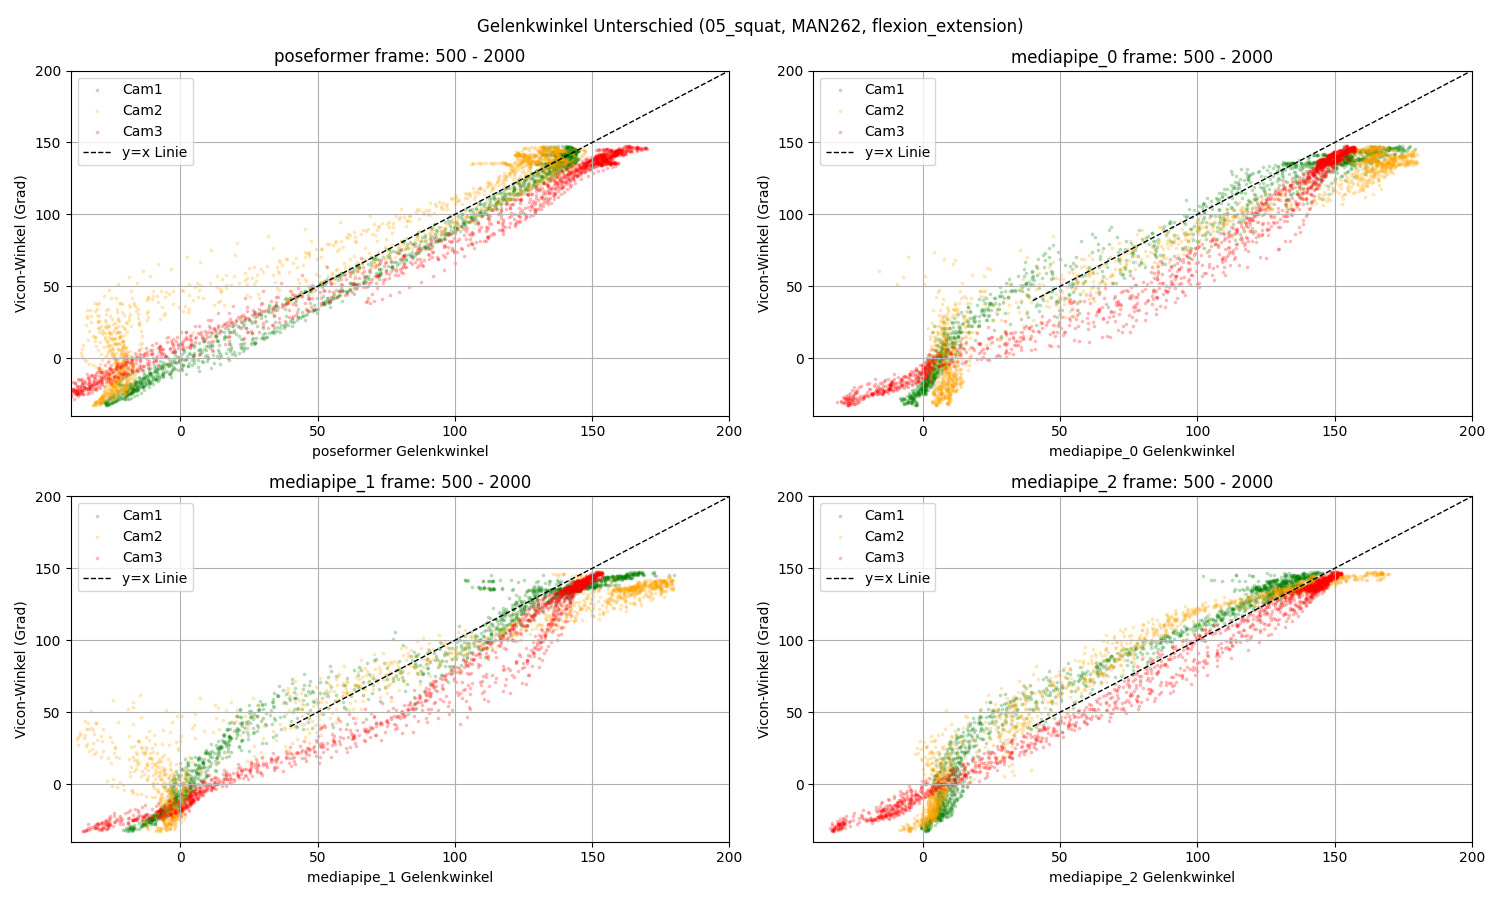 Gelenkwinkel Unterschied (05_squat, MAN262, flexion_extension)
poseformer frame: 500 - 2000
200
150
100
50
0
Vicon-Winkel (Grad)
Cam1
Cam2
Cam3
y=x Linie
0 50 100 150 200
poseformer Gelenkwinkel
mediapipe_0 frame: 500 - 2000
200
150
100
50
0
Vicon-Winkel (Grad)
Cam1
Cam2
Cam3
y=x Linie
0 50 100 150 200
mediapipe_0 Gelenkwinkel
mediapipe_1 frame: 500 - 2000
200
150
100
50
0
Vicon-Winkel (Grad)
Cam1
Cam2
Cam3
y=x Linie
0 50 100 150 200
mediapipe_1 Gelenkwinkel
mediapipe_2 frame: 500 - 2000
200
150
100
50
0
Vicon-Winkel (Grad)
Cam1
Cam2
Cam3
y=x Linie
0 50 100 150 200
mediapipe_2 Gelenkwinkel